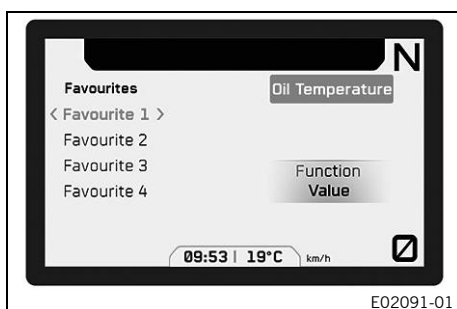 N
Favourites
Oil Temperature
< Favourite 1 >
Favourite 2
Favourite 3
Favourite 4
Function
Value
09:53 | 19°C km/h
0
E02091-01